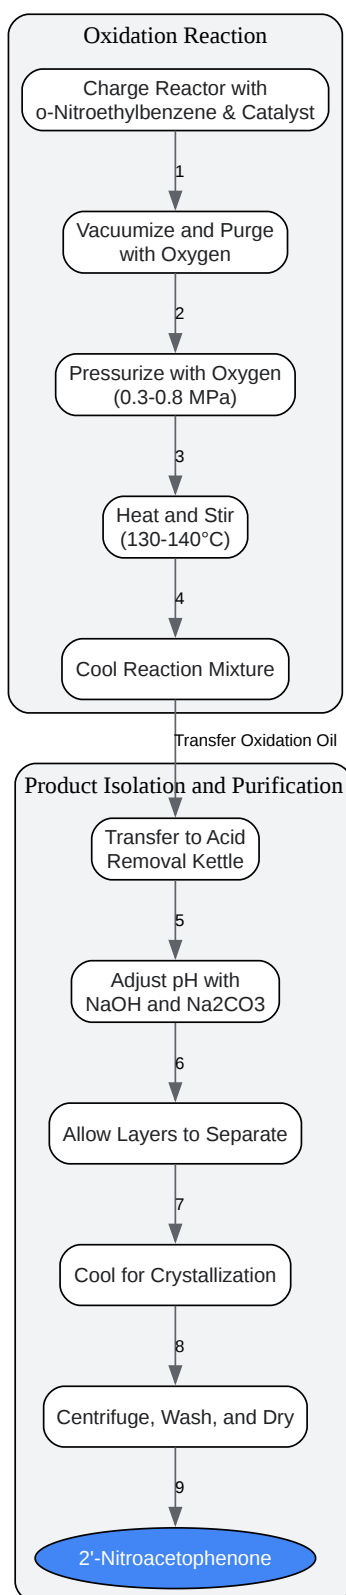 Oxidation Reaction
Charge Reactor with
o-Nitroethylbenzene & Catalyst
1
Vacuumize and Purge
with Oxygen
2
Pressurize with Oxygen
(0.3-0.8 MPa)
3
Heat and Stir
(130-140°C)
4
Cool Reaction Mixture
Transfer Oxidation Oil
Product Isolation and Purification
Transfer to Acid
Removal Kettle
5
Adjust pH with
NaOH and Na2CO3
6
Allow Layers to Separate
7
Cool for Crystallization
8
Centrifuge, Wash, and Dry
9
2'-Nitroacetophenone